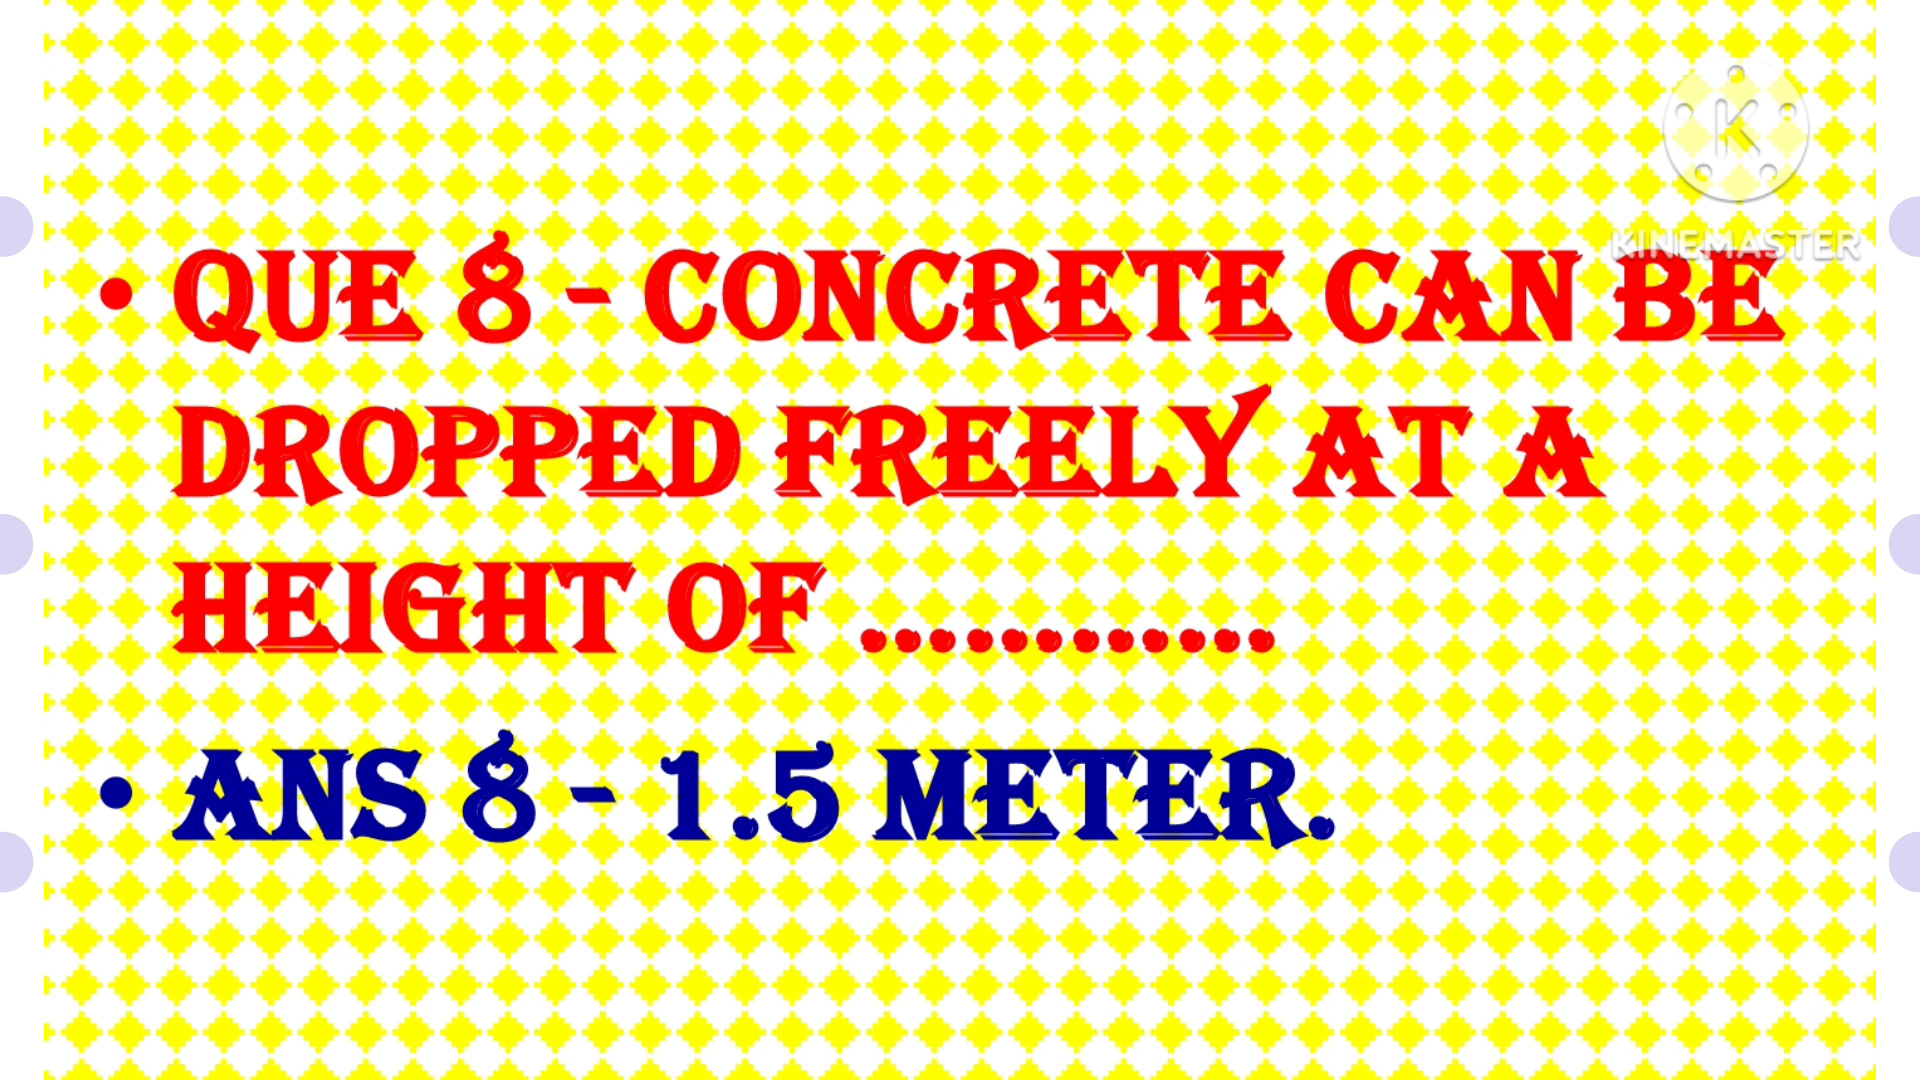 KINEMASTER
• QUE 8 - CONCRETE CAN BE
DROPPED FREELY AT A
HEIGHT OF ............
• ANS 8 - 1.5 METER.